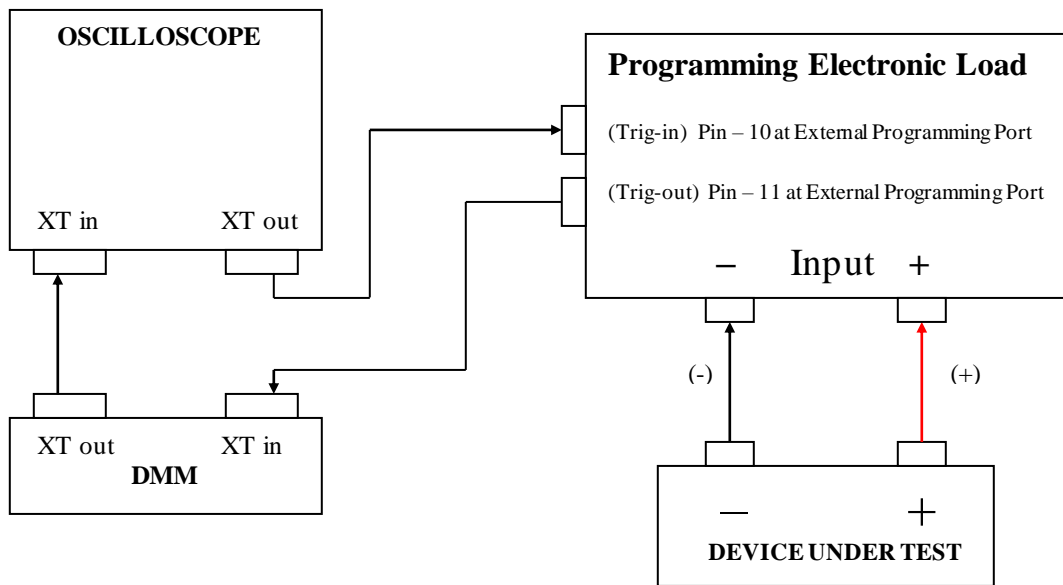 OSCILLOSCOPE
XT in
XT out
Programming Electronic Load
(Trig-in) Pin – 10 at External Programming Port
(Trig-out) Pin – 11 at External Programming Port
– Input +
(-)
(+)
XT out
XT in
DMM
— +
DEVICE UNDER TEST